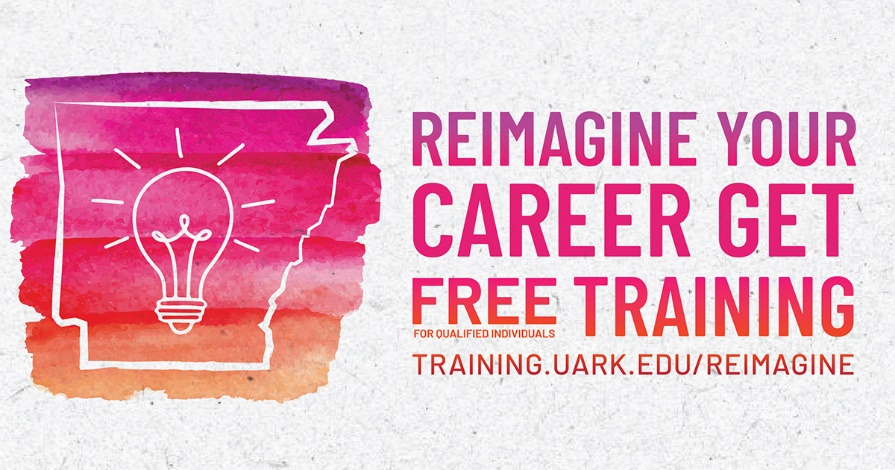 REIMAGINE YOUR
CAREER GET
FREE TRAINING
FOR QUALIFIED INDIVIDUALS
TRAINING.UARK.EDU/REIMAGINE